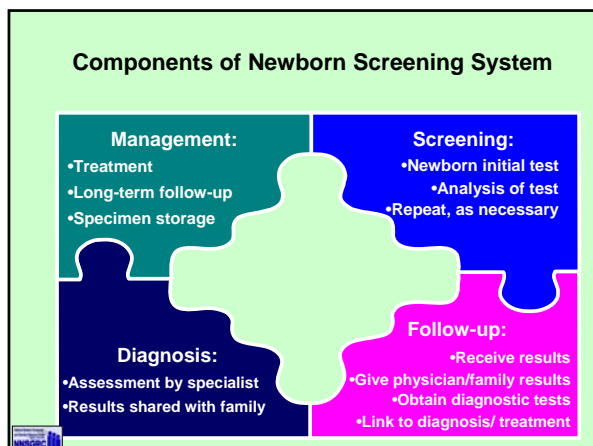 Components of Newborn Screening System
Management:
•Treatment
•Long-term follow-up
•Specimen storage
Screening:
•Newborn initial test
•Analysis of test
•Repeat, as necessary
Diagnosis:
•Assessment by specialist
•Results shared with family
Follow-up:
•Receive results
•Give physician/family results
•Obtain diagnostic tests
•Link to diagnosis/ treatment
NNSGRC